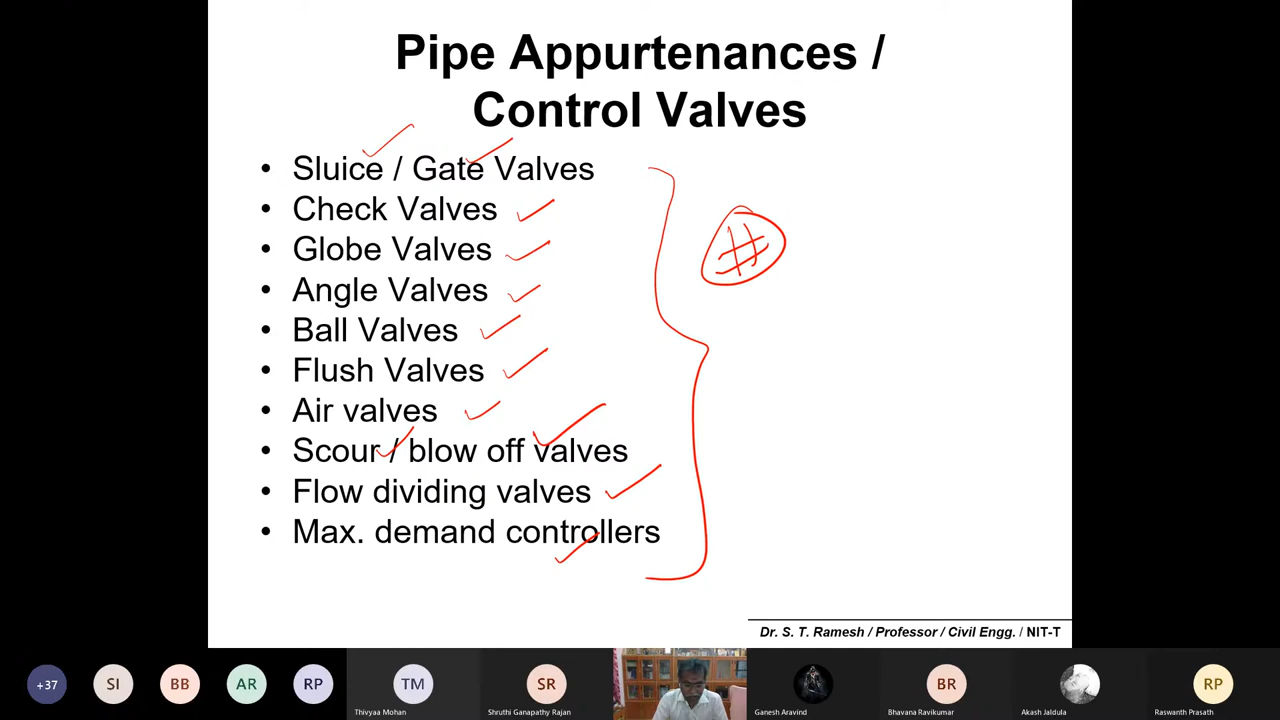 Pipe Appurtenances /
Control Valves
• Sluice / Gate Valves
• Check Valves
• Globe Valves
• Angle Valves
• Ball Valves
• Flush Valves
• Air valves
• Scour / blow off valves
• Flow dividing valves
• Max. demand controllers
#
Dr. S. T. Ramesh / Professor / Civil Engg. / NIT-T
+37 SI BB AR RP TM SR BR RP
Thivyaa Mohan Shruthi Ganapathy Rajan Ganesh Aravind Bhavana Ravikumar Akash Jaldula Raswanth Prasath